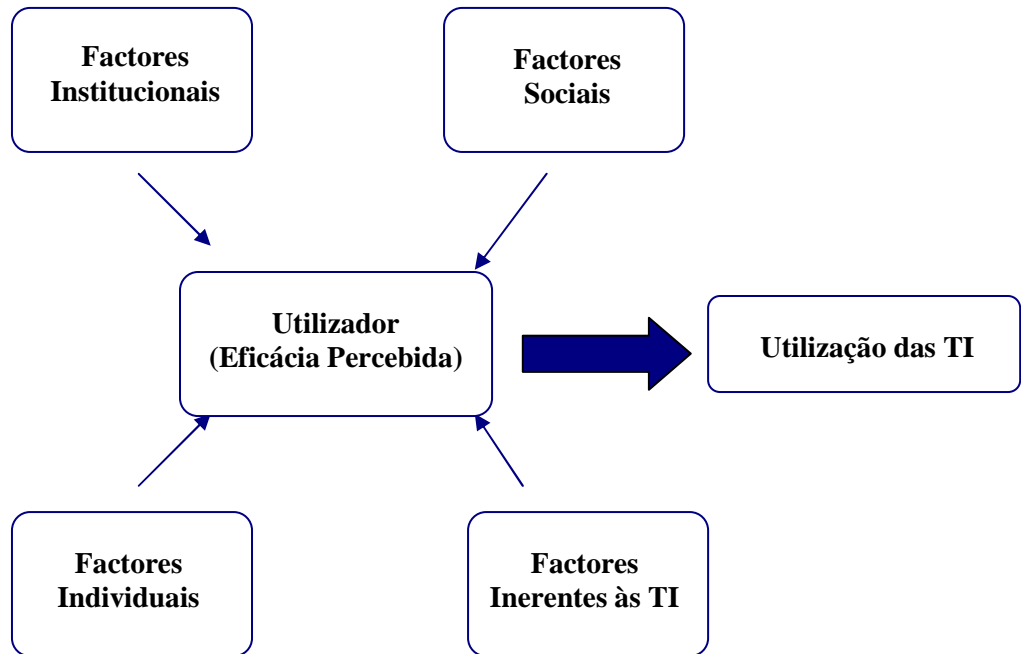 Factores
Institucionais
Factores
Sociais
Utilizador
(Eficácia Percebida)
Utilização das TI
Factores
Individuais
Factores
Inerentes às TI